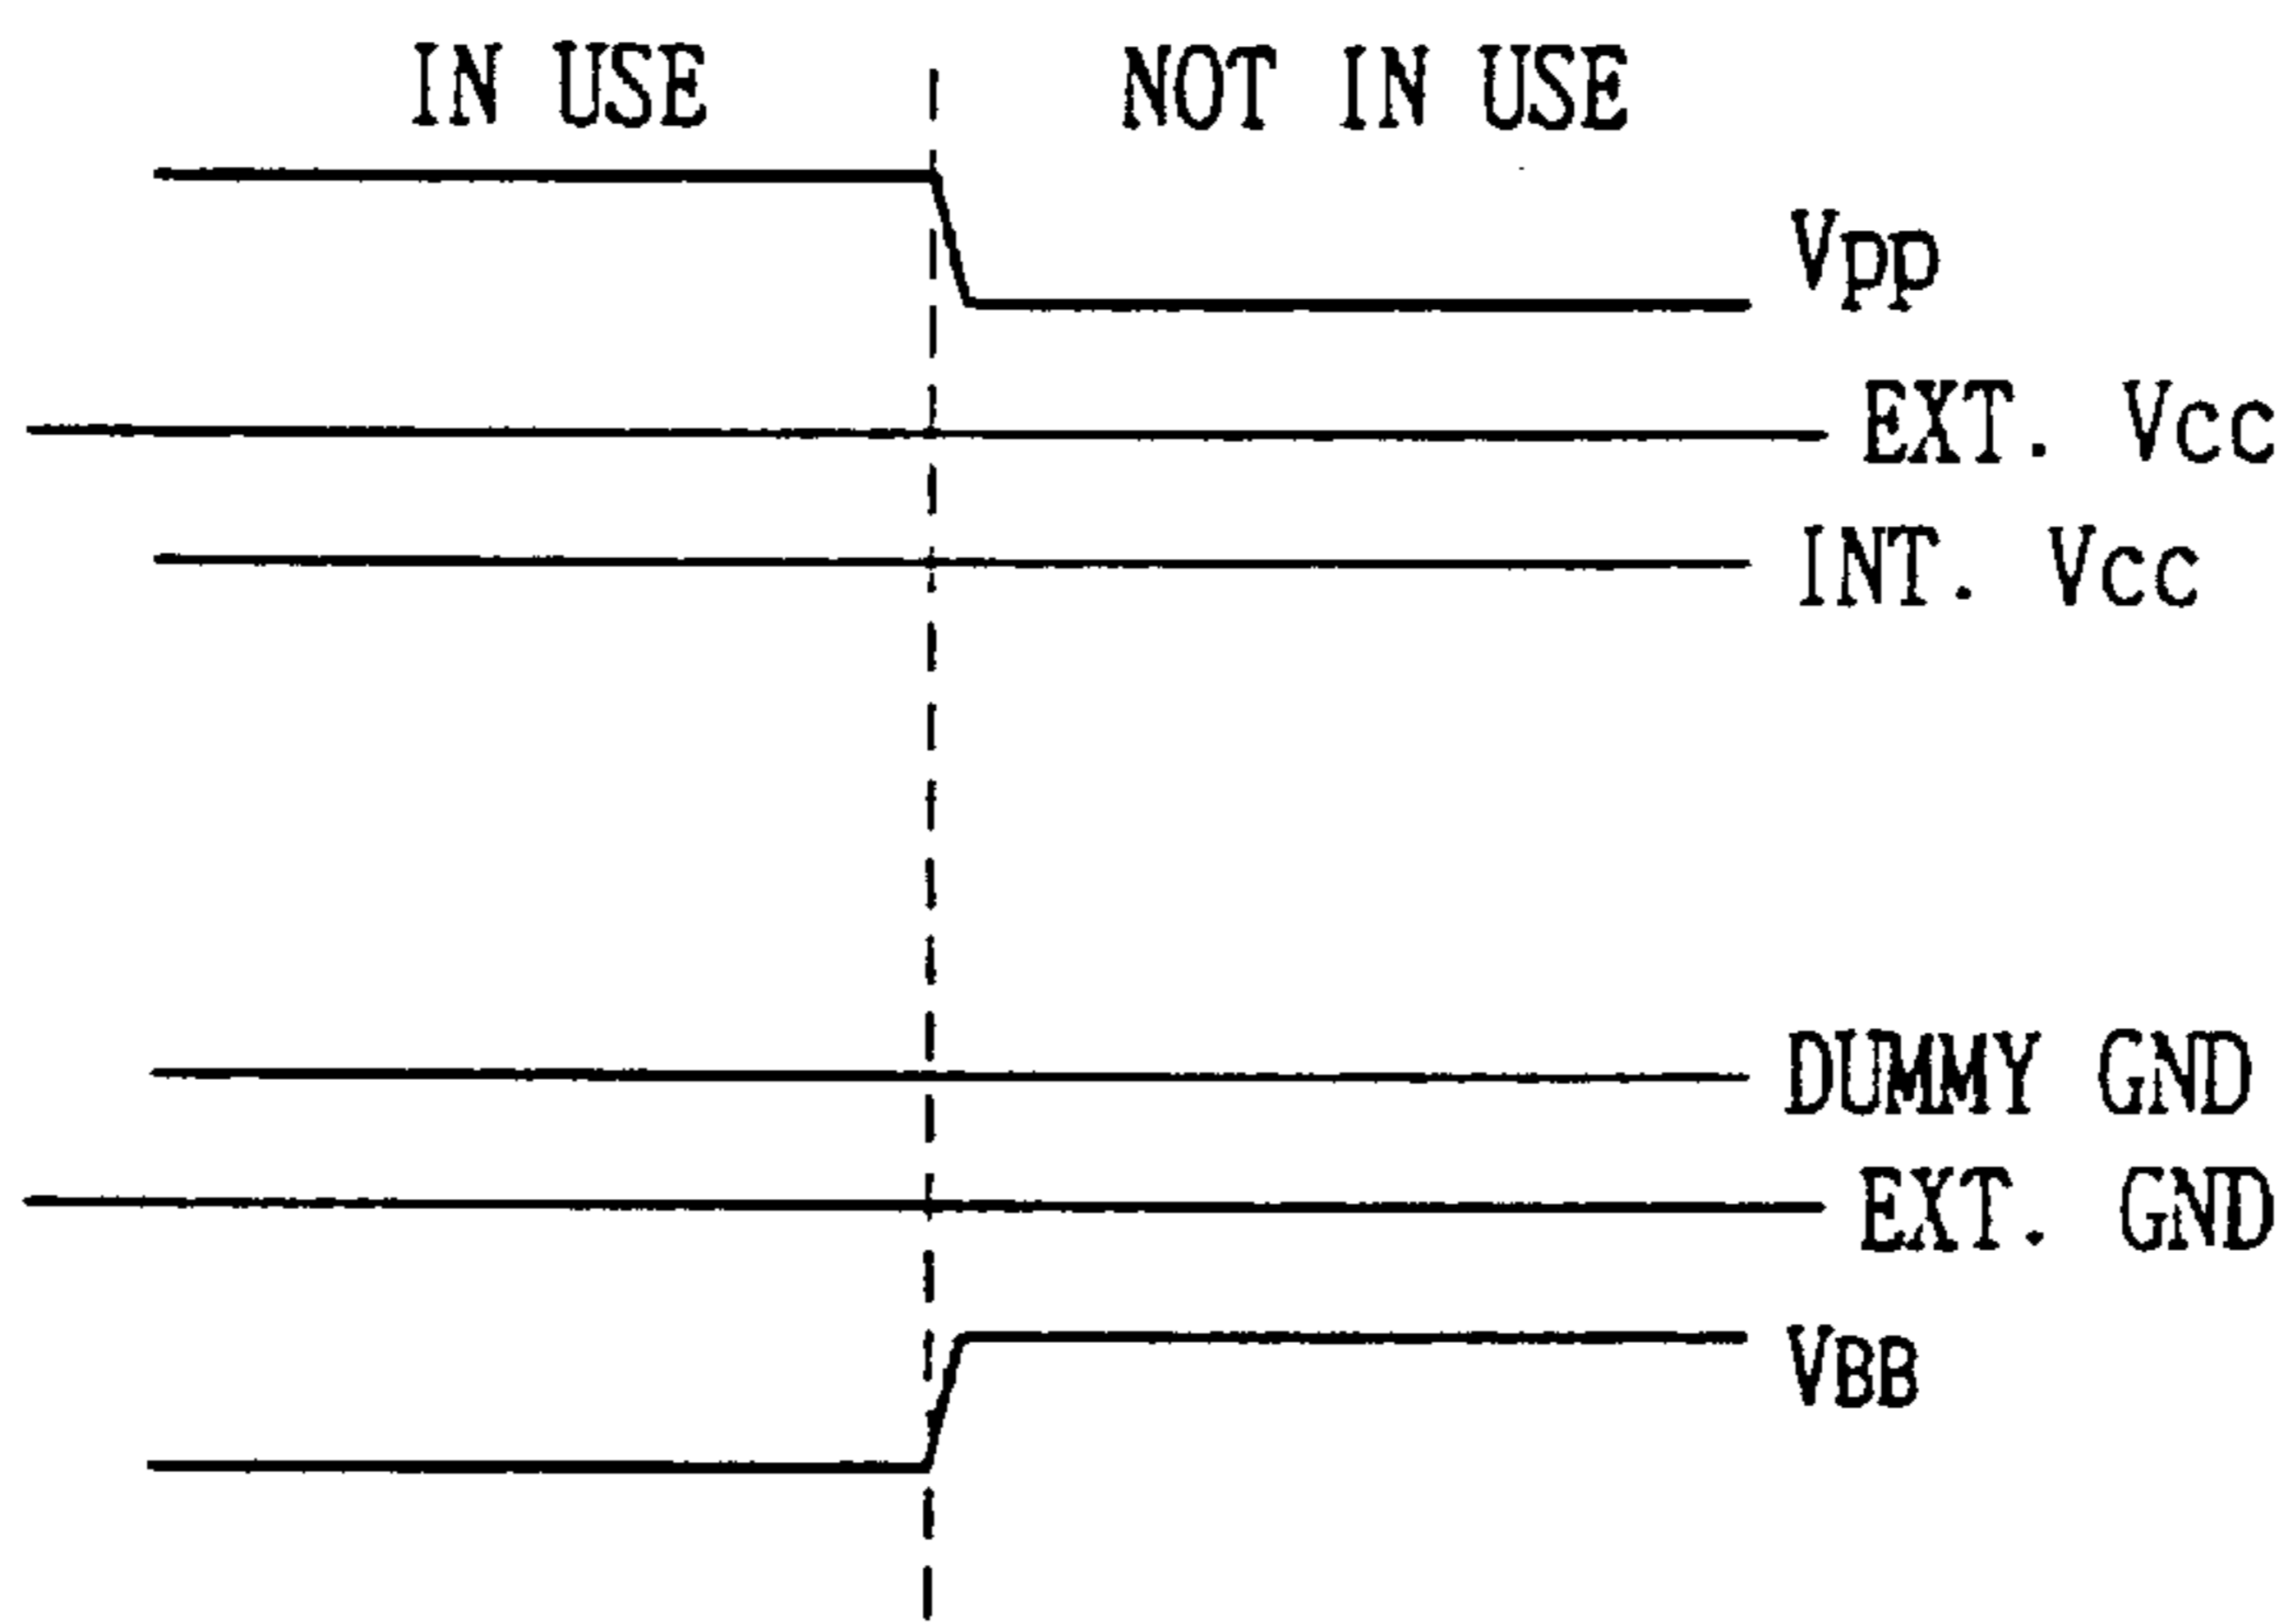 IN USE
NOT IN USE
Vpp
EXT. Vcc
INT. Vcc
DUMMY GND
EXT. GND
VBB